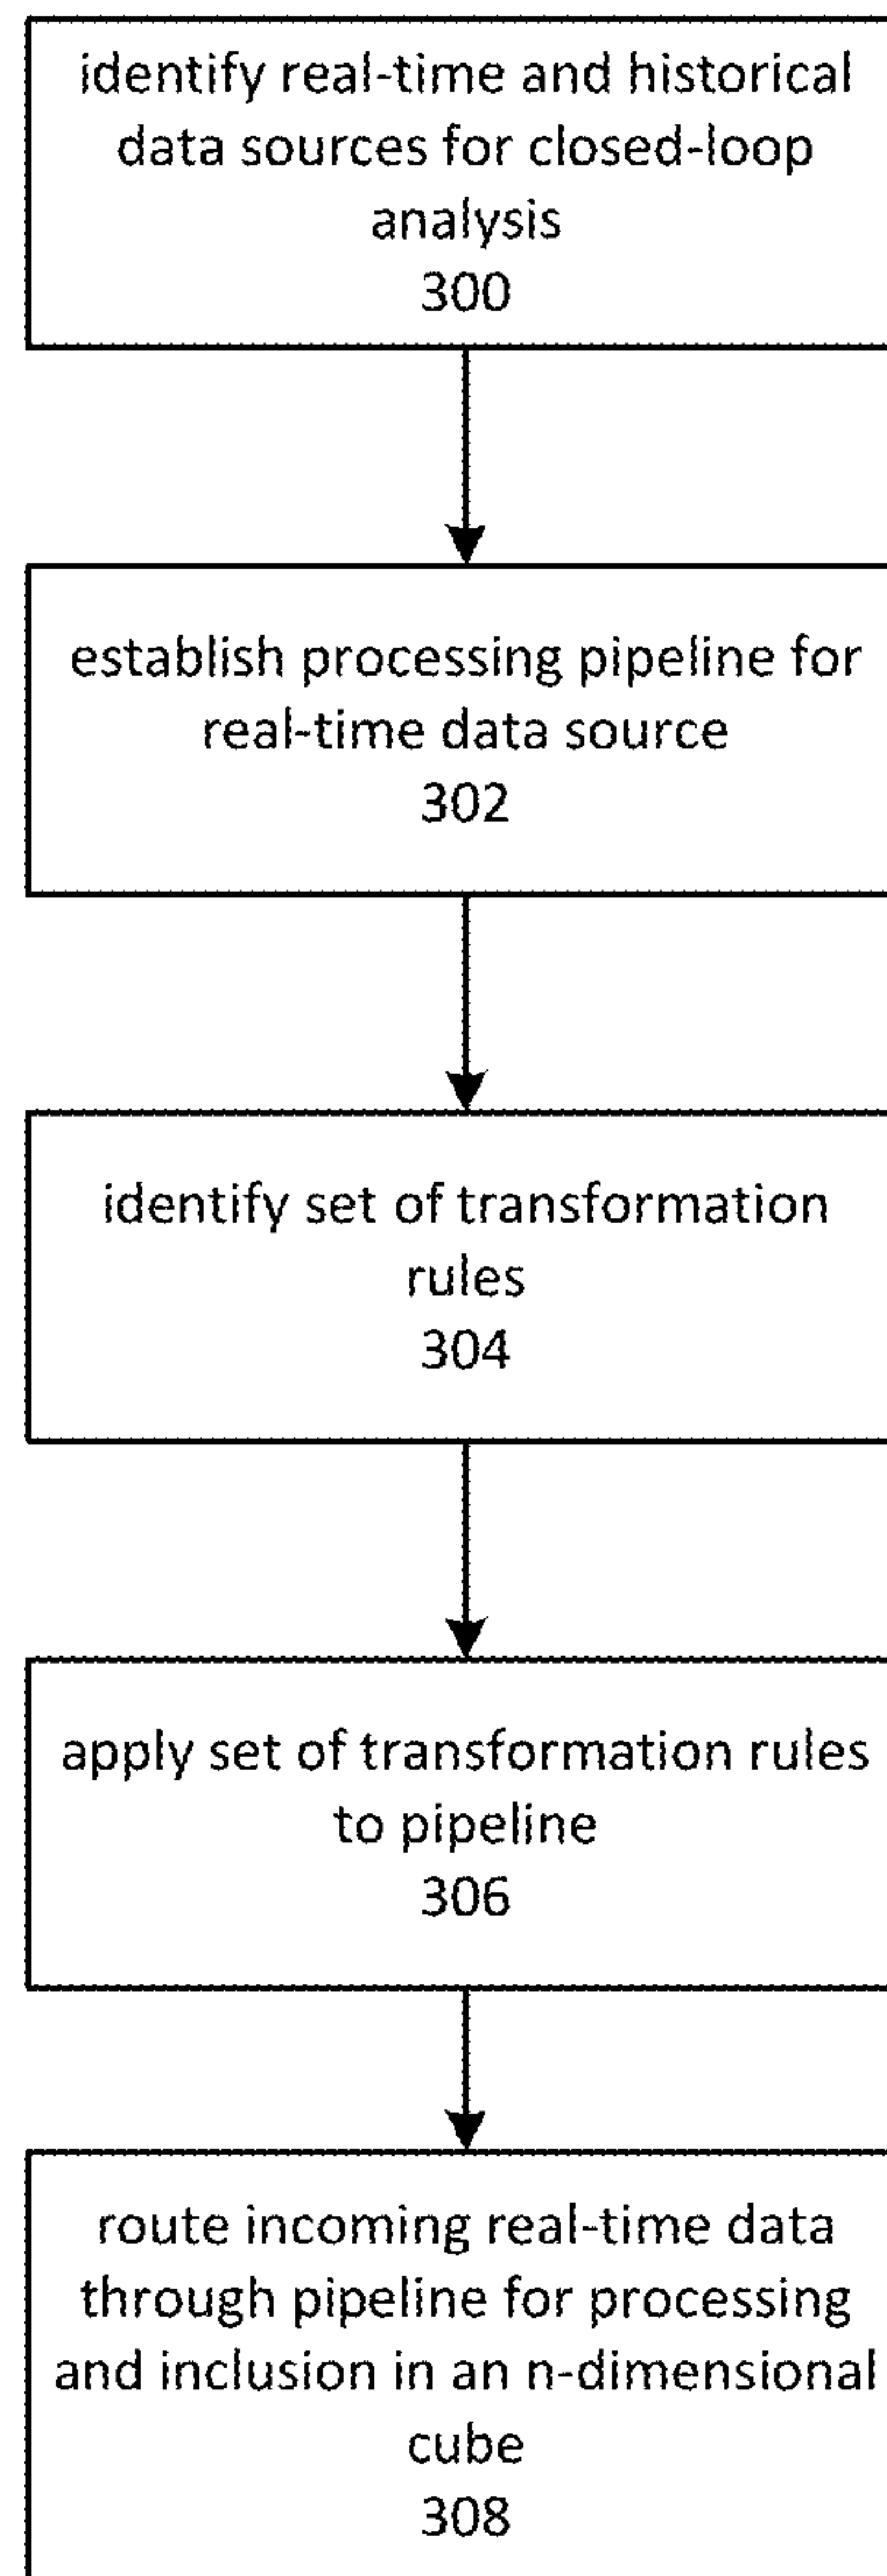 identify real-time and historical
data sources for closed-loop
analysis
300
establish processing pipeline for
real-time data source
302
identify set of transformation
rules
304
apply set of transformation rules
to pipeline
306
route incoming real-time data
through pipeline for processing
and inclusion in an n-dimensional
cube
308